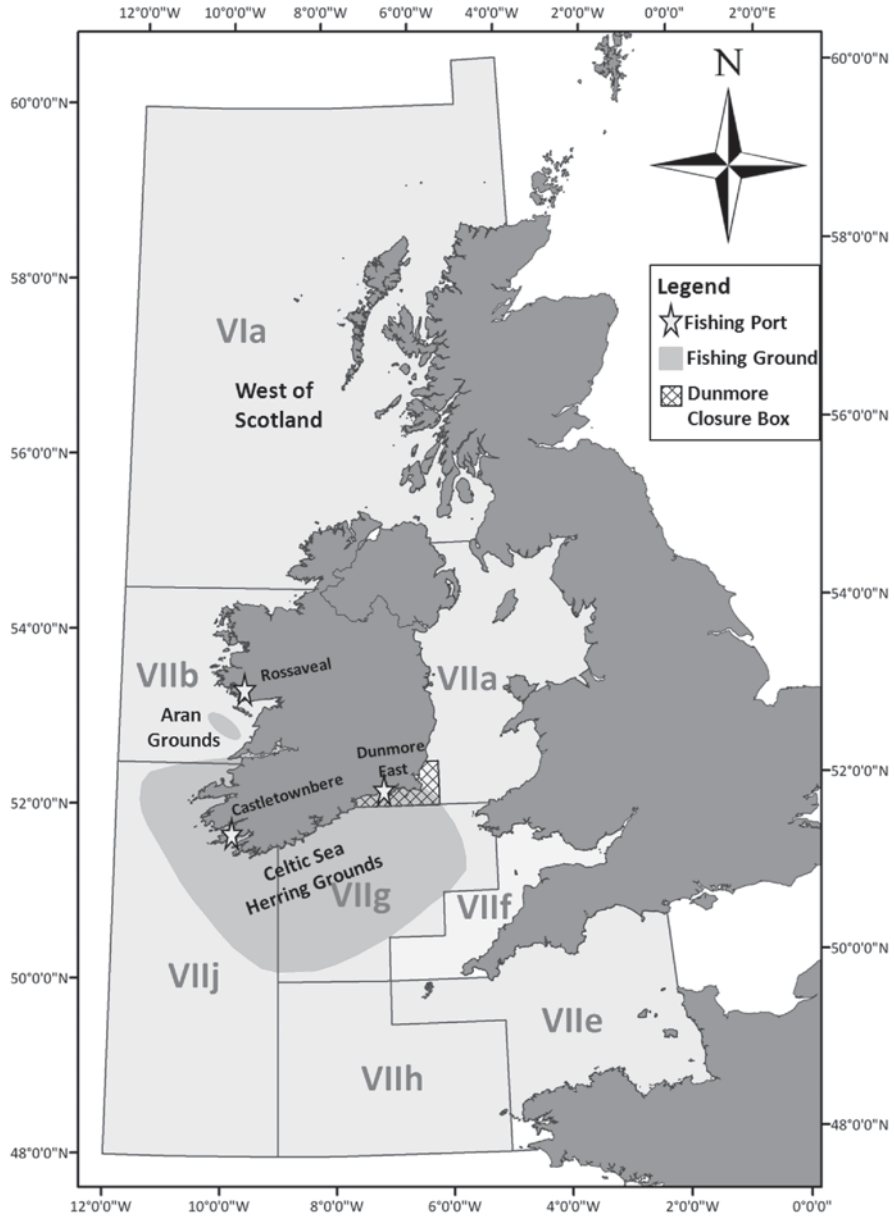 12°0'0"W 10°0'0"W 8°0'0"W 6°0'0"W 4°0'0"W 2°0'0"W 0°0'0" 2°0'0"E
N
60°0'0"N
60°0'0"N
58°0'0"N
58°0'0"N
Legend
Fishing Port
Fishing Ground
Dunmore
Closure Box
VIa
West of
Scotland
56°0'0"N
56°0'0"N
54°0'0"N
54°0'0"N
VIIb
Rossaveal
VIIa
Aran
Grounds
Dunmore
East
52°0'0"N
52°0'0"N
Castletownbere
Celtic Sea
Herring Grounds
VIIg
VIIf
50°0'0"N
50°0'0"N
VIIj
VIIe
VIIh
48°0'0"N
48°0'0"N
12°0'0"W 10°0'0"W 8°0'0"W 6°0'0"W 4°0'0"W 2°0'0"W 0°0'0"